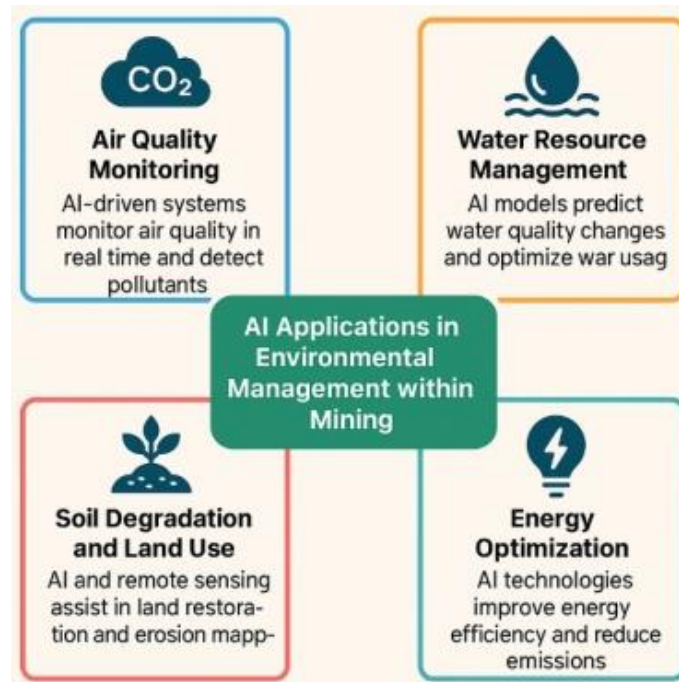 CO₂
Air Quality
Monitoring
AI-driven systems
monitor air quality in
real time and detect
pollutants
Water Resource
Management
AI models predict
water quality changes
and optimize war usag
AI Applications in
Environmental
Management within
Mining
Soil Degradation
and Land Use
AI and remote sensing
assist in land restora-
tion and erosion mapp-
Energy
Optimization
AI technologies
improve energy
efficiency and reduce
emissions